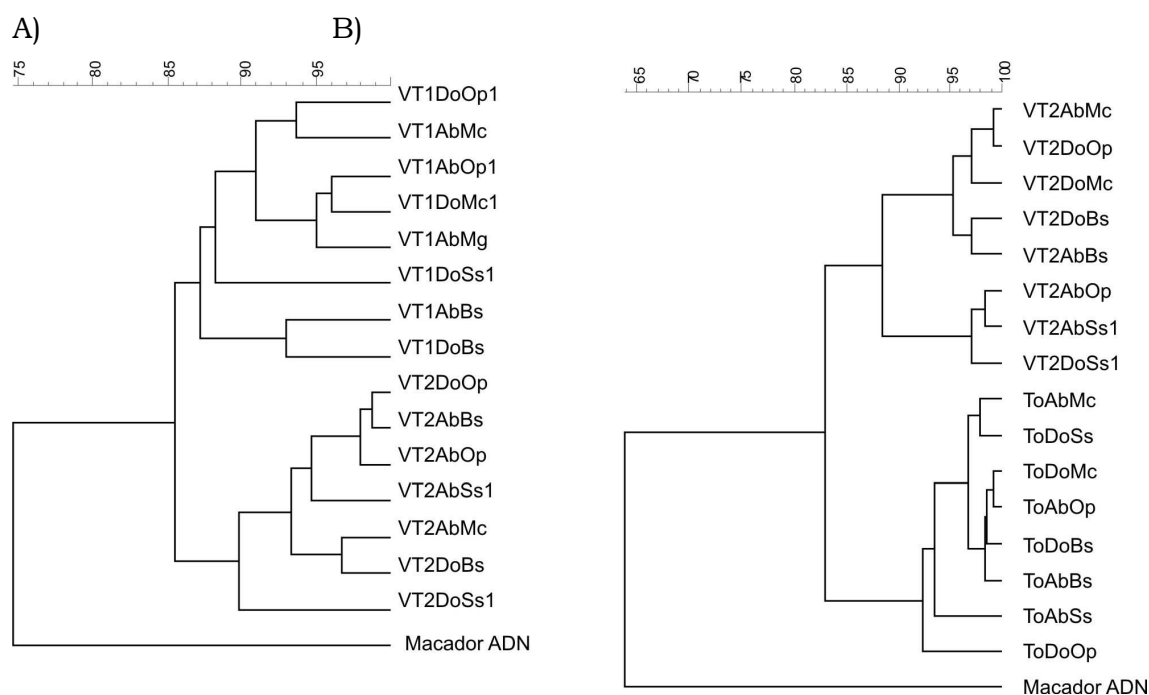 A)
B)
75 80 85 90 95
VT1DoOp1
VT1AbMc
VT1AbOp1
VT1DoMc1
VT1AbMg
VT1DoSs1
VT1AbBs
VT1DoBs
VT2DoOp
VT2AbBs
VT2AbOp
VT2AbSs1
VT2AbMc
VT2DoBs
VT2DoSs1
Macador ADN
65 70 75 80 85 90 95 100
VT2AbMc
VT2DoOp
VT2DoMc
VT2DoBs
VT2AbBs
VT2AbOp
VT2AbSs1
VT2DoSs1
ToAbMc
ToDoSs
ToDoMc
ToAbOp
ToDoBs
ToAbBs
ToAbSs
ToDoOp
Macador ADN